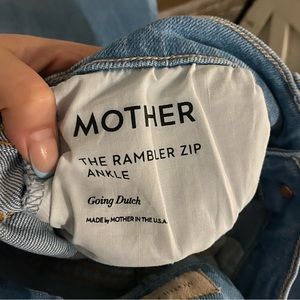 MOTHER
THE RAMBLER ZIP
ANKLE
Going Dutch
MADE by MOTHER IN THE U.S.A.